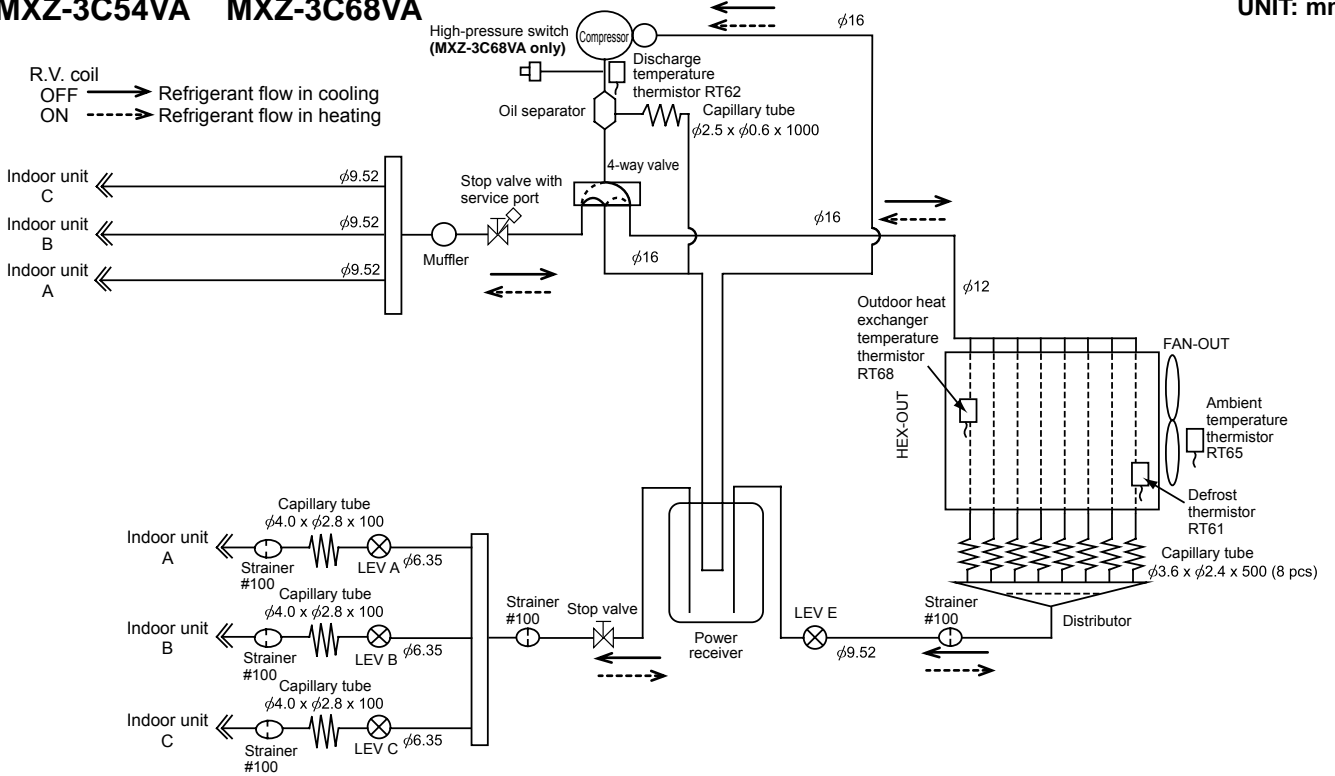 MXZ-3C54VA MXZ-3C68VA
UNIT: mm
R.V. coil
OFF Refrigerant flow in cooling
ON Refrigerant flow in heating
High-pressure switch
(MXZ-3C68VA only)
Compressor
ϕ16
Discharge
temperature
thermistor RT62
Oil separator
Capillary tube
ϕ2.5 x ϕ0.6 x 1000
4-way valve
Indoor unit
C
ϕ9.52
Indoor unit
B
ϕ9.52
Indoor unit
A
ϕ9.52
Stop valve with
service port
Muffler
ϕ16
ϕ16
ϕ12
Outdoor heat
exchanger
temperature
thermistor
RT68
HEX-OUT
FAN-OUT
Ambient
temperature
thermistor
RT65
Defrost
thermistor
RT61
Capillary tube
ϕ3.6 x ϕ2.4 x 500 (8 pcs)
Distributor
Strainer
#100
ϕ9.52
LEV E
Power
receiver
Stop valve
Strainer
#100
Capillary tube
ϕ4.0 x ϕ2.8 x 100
Indoor unit
A
Strainer
#100
LEV A
ϕ6.35
Capillary tube
ϕ4.0 x ϕ2.8 x 100
Indoor unit
B
Strainer
#100
LEV B
ϕ6.35
Capillary tube
ϕ4.0 x ϕ2.8 x 100
Indoor unit
C
Strainer
#100
LEV C
ϕ6.35